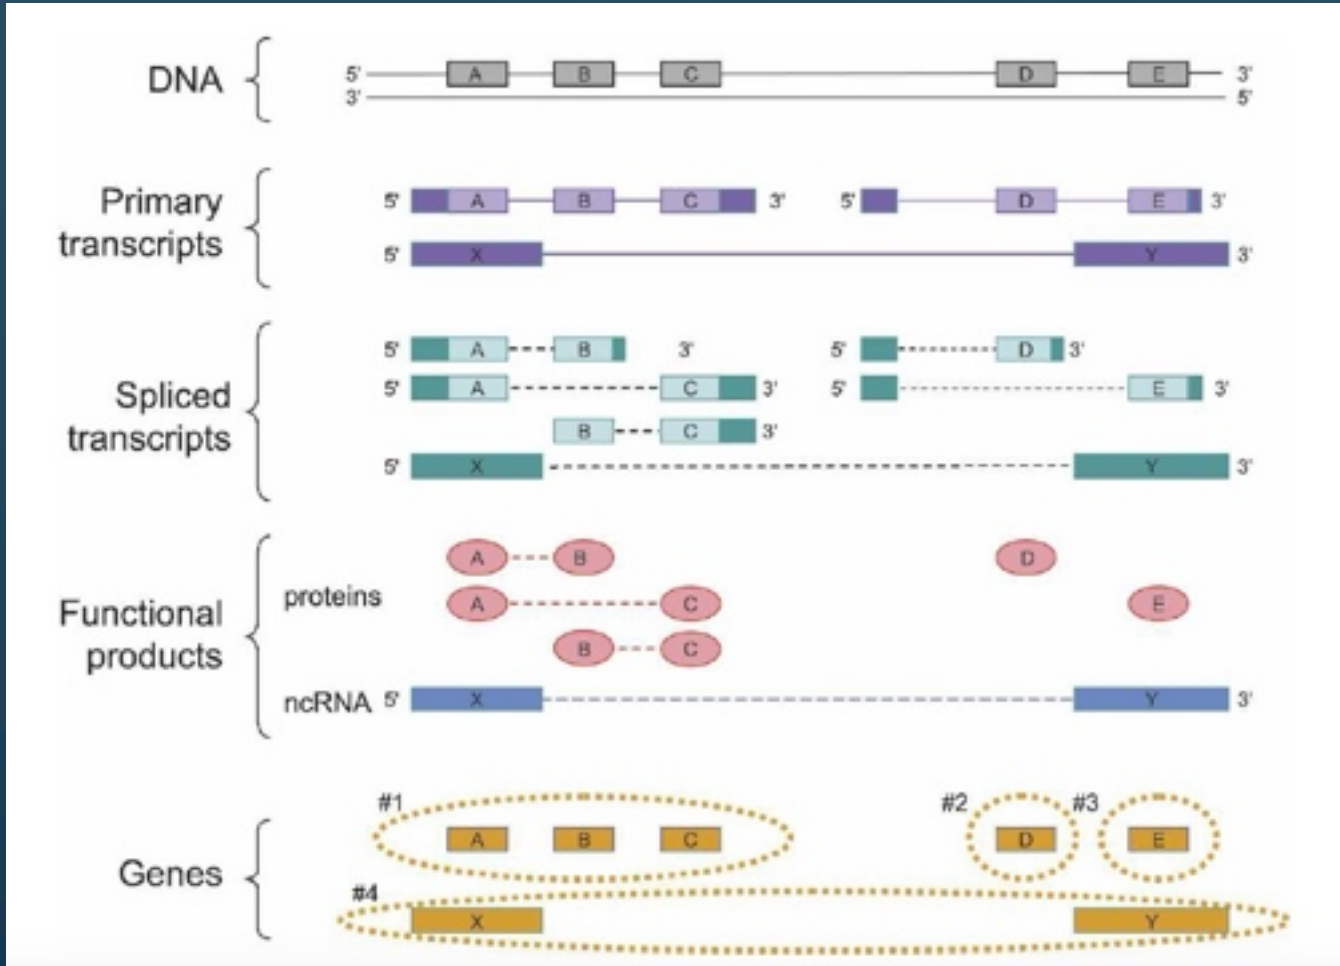 DNA
5' A B C D E 3'
3' 5'
Primary
transcripts
5' A B C 3' 5' D E 3'
5' X Y 3'
Spliced
transcripts
5' A B 3' 5' D 3'
5' A C 3' 5' E 3'
B C 3'
5' X Y 3'
Functional
products
proteins
A B D
A C E
B C
ncRNA 5' X Y 3'
Genes
#1 #2 #3
A B C D E
#4
X Y